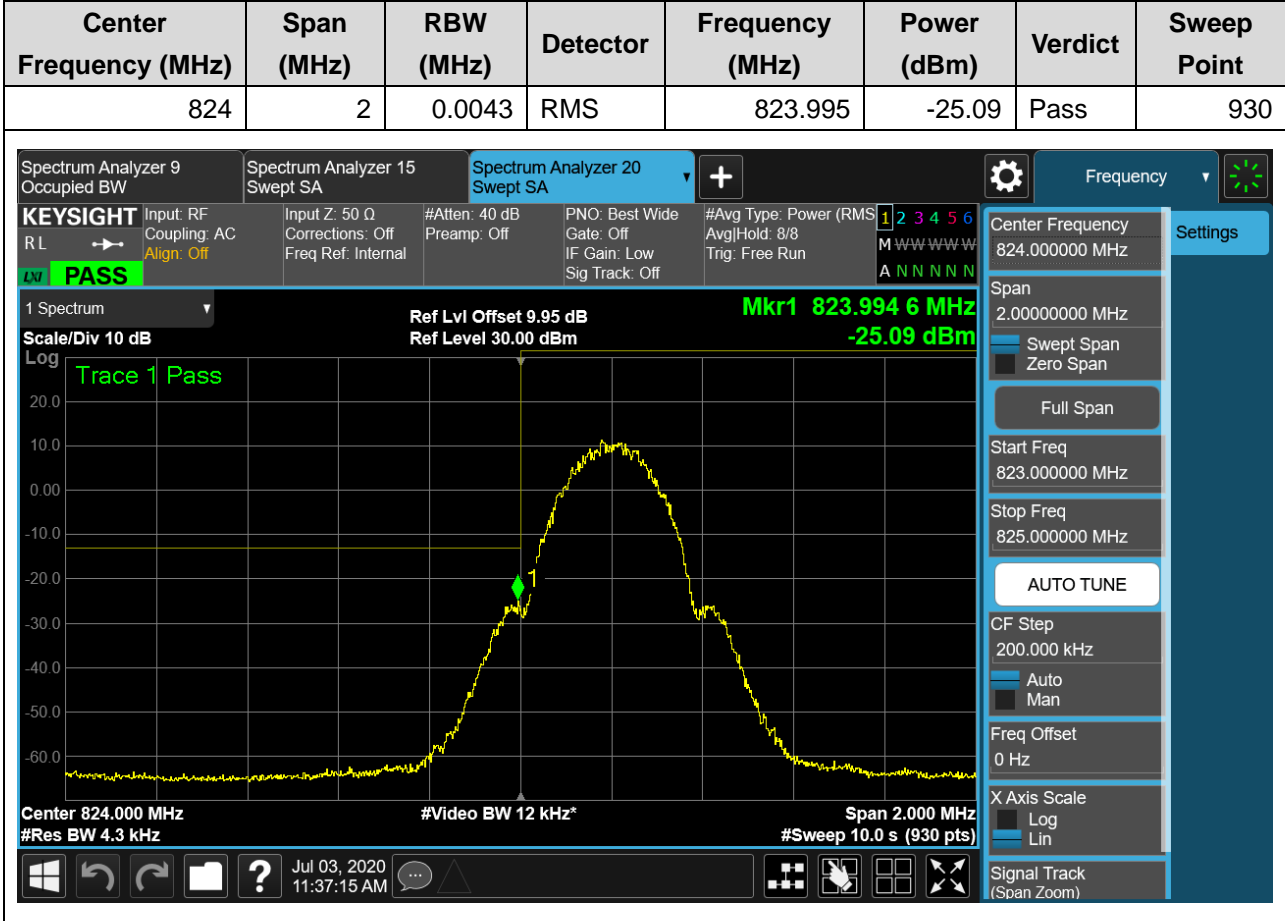 Center Frequency (MHz) Span (MHz) RBW (MHz) Detector Frequency (MHz) Power (dBm) Verdict Sweep Point
824 2 0.0043 RMS 823.995 -25.09 Pass 930
Spectrum Analyzer 9
Occupied BW
Spectrum Analyzer 15
Swept SA
Spectrum Analyzer 20
Swept SA
Frequency
KEYSIGHT
R L
LXI PASS
Input: RF
Coupling: AC
Align: Off
Input Z: 50 Ω
Corrections: Off
Freq Ref: Internal
#Atten: 40 dB
Preamp: Off
PNO: Best Wide
Gate: Off
IF Gain: Low
Sig Track: Off
#Avg Type: Power (RMS
Avg|Hold: 8/8
Trig: Free Run
1 2 3 4 5 6
M W W W W W
A N N N N N
1 Spectrum
Scale/Div 10 dB
Ref Lvl Offset 9.95 dB
Ref Level 30.00 dBm
Mkr1 823.994 6 MHz
-25.09 dBm
Log
Trace 1 Pass
20.0
10.0
0.00
-10.0
-20.0
-30.0
-40.0
-50.0
-60.0
1
Center 824.000 MHz
#Res BW 4.3 kHz
#Video BW 12 kHz*
Span 2.000 MHz
#Sweep 10.0 s (930 pts)
Center Frequency
824.000000 MHz
Settings
Span
2.00000000 MHz
Swept Span
Zero Span
Full Span
Start Freq
823.000000 MHz
Stop Freq
825.000000 MHz
AUTO TUNE
CF Step
200.000 kHz
Auto
Man
Freq Offset
0 Hz
X Axis Scale
Log
Lin
Signal Track
(Span Zoom)
?
Jul 03, 2020
11:37:15 AM